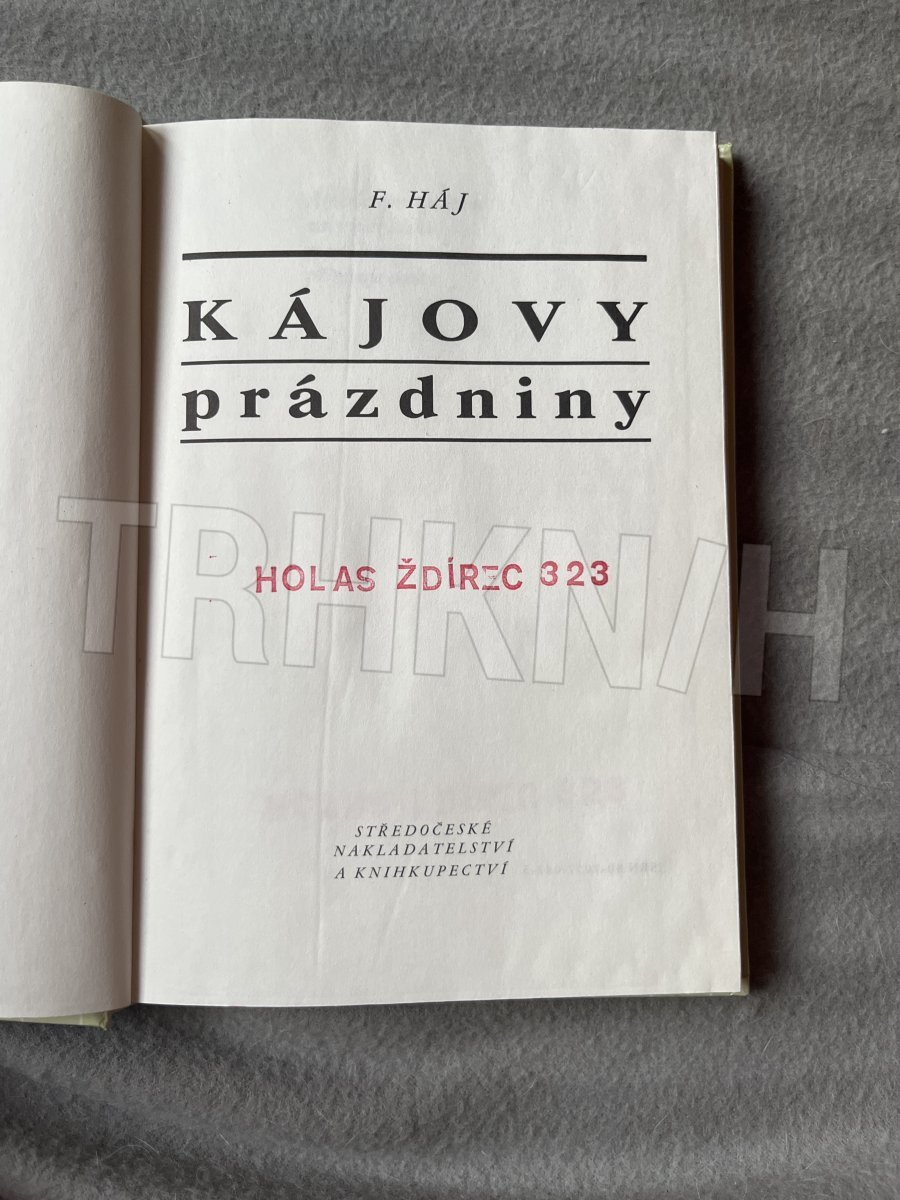 F. HÁJ
KÁJOVY
prázdniny
HOLAS ŽDÍREC 323
TRHKNIH
STŘEDOČESKÉ
NAKLADATELSTVÍ
A KNIHKUPECTVÍ